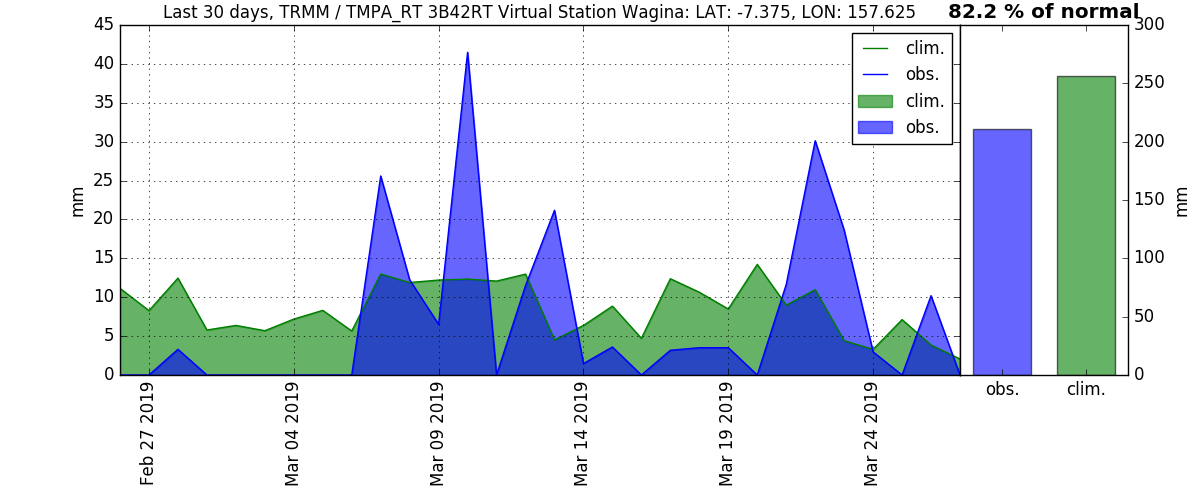 Last 30 days, TRMM / TMPA_RT 3B42RT Virtual Station Wagina: LAT: -7.375, LON: 157.625
82.2 % of normal
45
40
35
30
25
20
15
10
5
0
mm
clim.
obs.
clim.
obs.
300
250
200
150
100
50
0
mm
obs.
clim.
Feb 27 2019
Mar 04 2019
Mar 09 2019
Mar 14 2019
Mar 19 2019
Mar 24 2019